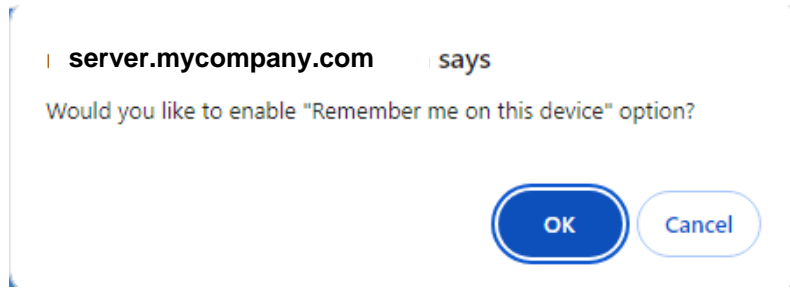 server.mycompany.com says
Would you like to enable "Remember me on this device" option?
OK Cancel